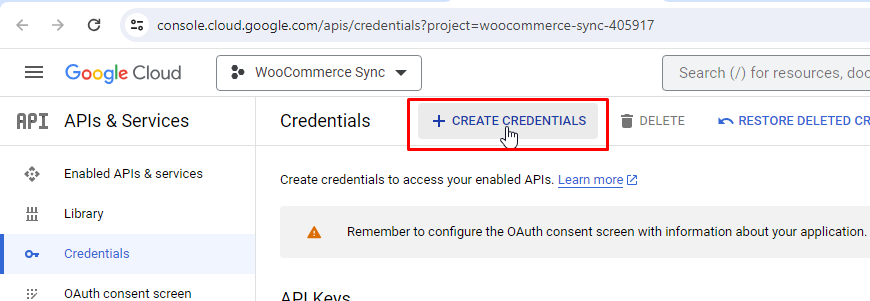 console.cloud.google.com/apis/credentials?project=woocommerce-sync-405917
Google Cloud
WooCommerce Sync
Search (/) for resources, doc
API APIs & Services
Credentials
+ CREATE CREDENTIALS
DELETE
RESTORE DELETED CR
Enabled APIs & services
Library
Credentials
OAuth consent screen
Create credentials to access your enabled APIs. Learn more
Remember to configure the OAuth consent screen with information about your application.
API Keys